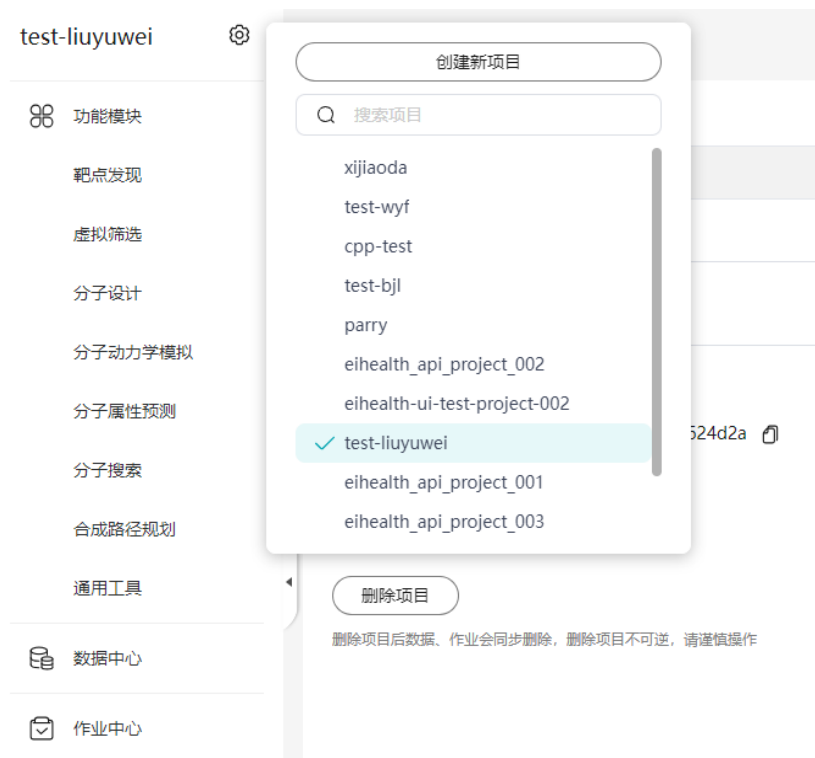 test-liuyuwei
功能模块
靶点发现
虚拟筛选
分子设计
分子动力学模拟
分子属性预测
分子搜索
合成路径规划
通用工具
数据中心
作业中心
创建新项目
搜索项目
xijiaoda
test-wyf
cpp-test
test-bjl
parry
eihealth_api_project_002
eihealth-ui-test-project-002
test-liuyuwei
eihealth_api_project_001
eihealth_api_project_003
524d2a
删除项目
删除项目后数据、作业会同步删除，删除项目不可逆，请谨慎操作